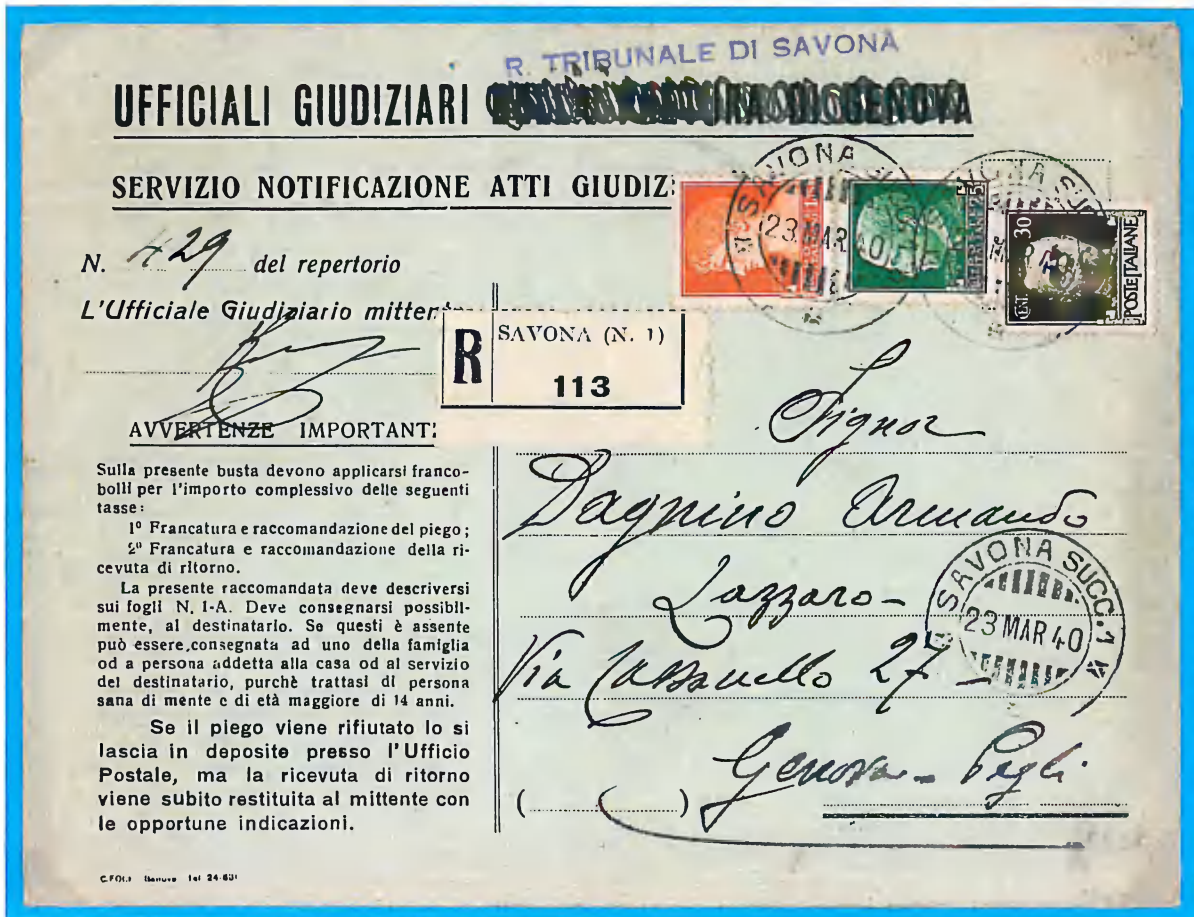 R. TRIBUNALE DI SAVONA
UFFICIALI GIUDIZIARI
SERVIZIO NOTIFICAZIONE ATTI GIUDIZ
SAVONA
23 MAR 40
CENT. 30
POSTE ITALIANE
N. 429 del repertorio
L'Ufficiale Giudiziario mittente
R SAVONA (N. 1)
113
AVVERTENZE IMPORTANTI
Sulla presente busta devono applicarsi franco-
bolli per l'importo complessivo delle seguenti
tasse:
1º Francatura e raccomandazione del piego;
2º Francatura e raccomandazione della ri-
cevuta di ritorno.
La presente raccomandata deve descriversi
sui fogli N. I-A. Deve consegnarsi possibil-
mente, al destinatario. Se questi è assente
può essere consegnata ad uno della famiglia
od a persona addetta alla casa od al servizio
del destinatario, purchè trattasi di persona
sana di mente e di età maggiore di 14 anni.
Se il piego viene rifiutato lo si
lascia in deposite presso l'Ufficio
Postale, ma la ricevuta di ritorno
viene subito restituita al mittente con
le opportune indicazioni.
Signor
Dagnino Armando
Lazzaro -
Via 27
Genova - Pegli
( )
SAVONA SUCC. 1
23 MAR 40